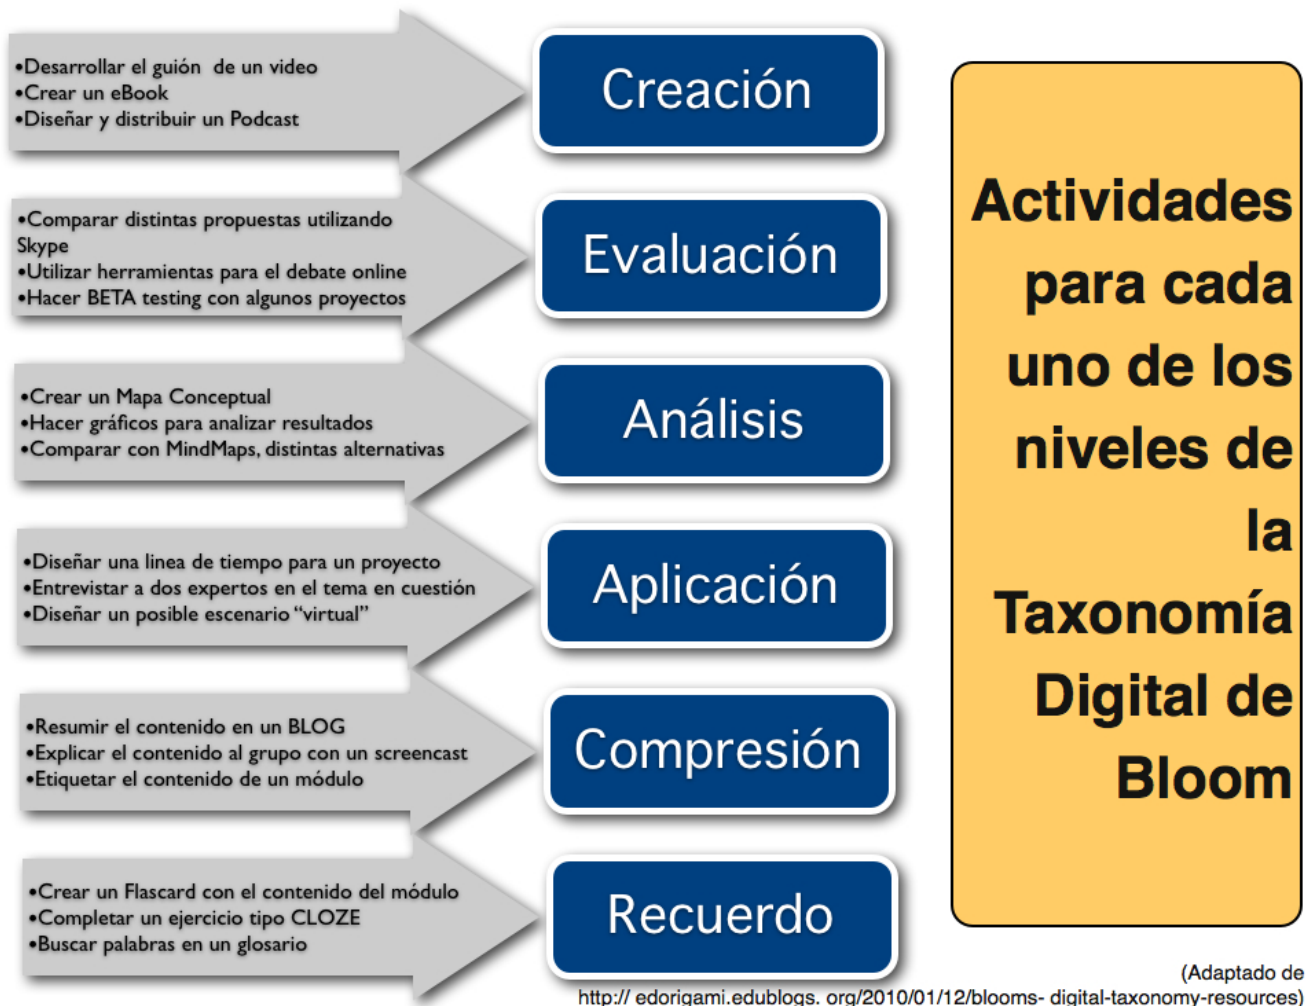 •Desarrollar el guión  de un video
•Crear un eBook
•Diseñar y distribuir un Podcast
Creación
•Comparar distintas propuestas utilizando
Skype
•Utilizar herramientas para el debate online
•Hacer BETA testing con algunos proyectos
Evaluación
•Crear un Mapa Conceptual
•Hacer gráficos para analizar resultados
•Comparar con MindMaps, distintas alternativas
Análisis
•Diseñar una linea de tiempo para un proyecto
•Entrevistar a dos expertos en el tema en cuestión
•Diseñar un posible escenario “virtual”
Aplicación
•Resumir el contenido en un BLOG
•Explicar el contenido al grupo con un screencast
•Etiquetar el contenido de un módulo
Compresión
•Crear un Flascard con el contenido del módulo
•Completar un ejercicio tipo CLOZE
•Buscar palabras en un glosario
Recuerdo
Actividades
para cada
uno de los
niveles de
la
Taxonomía
Digital de
Bloom
(Adaptado de
http:// edorigami.edublogs. org/2010/01/12/blooms- digital-taxonomy-resources)